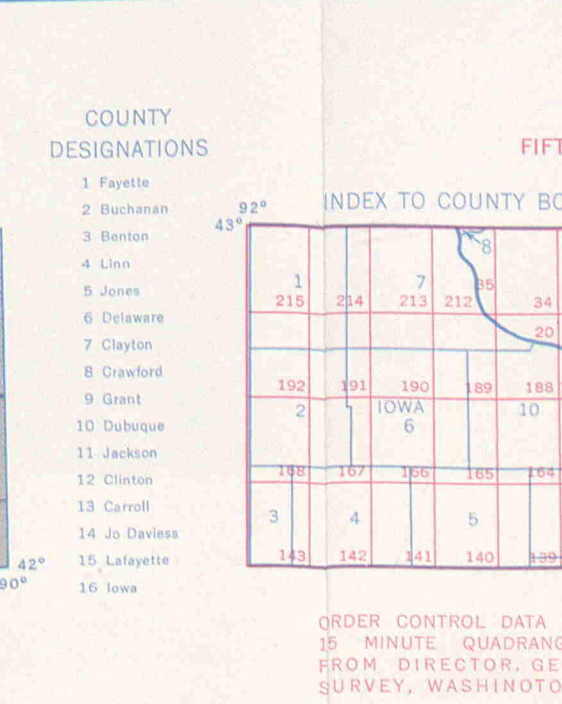 COUNTY
DESIGNATIONS
1 Fayette
2 Buchanan
3 Benton
4 Linn
5 Jones
6 Delaware
7 Clayton
8 Crawford
9 Grant
10 Dubuque
11 Jackson
12 Clinton
13 Carroll
14 Jo Daviess
15 Lafayette
16 Iowa
42°
90°
FIFT
INDEX TO COUNTY BO
92°
43°
8
1 7 35
215 214 213 212 34
20
192 191 190 189 188
2 IOWA 10
6
168 167 166 165 164
3 4 5
143 142 141 140 139
ORDER CONTROL DATA
15 MINUTE QUADRANG
FROM DIRECTOR, GE
SURVEY, WASHINOTO